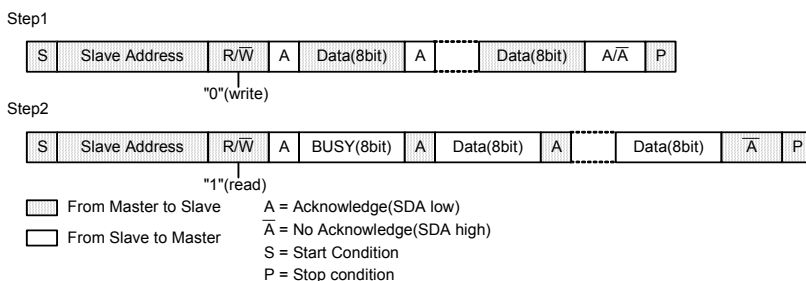 Step1
S Slave Address R/W̅ A Data(8bit) A Data(8bit) A/A̅ P
"0"(write)
Step2
S Slave Address R/W̅ A BUSY(8bit) A Data(8bit) A Data(8bit) A̅ P
"1"(read)
From Master to Slave A = Acknowledge(SDA low)
From Slave to Master A̅ = No Acknowledge(SDA high)
S = Start Condition
P = Stop condition